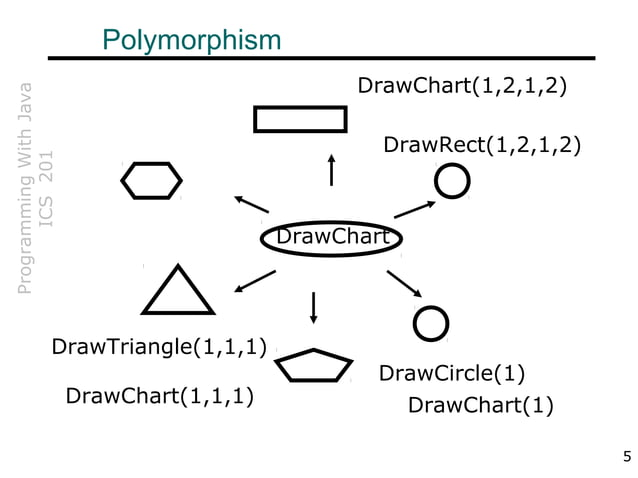 Polymorphism
Programming With Java
ICS 201
DrawChart(1,2,1,2)
DrawRect(1,2,1,2)
DrawChart
DrawTriangle(1,1,1)
DrawChart(1,1,1)
DrawCircle(1)
DrawChart(1)
5